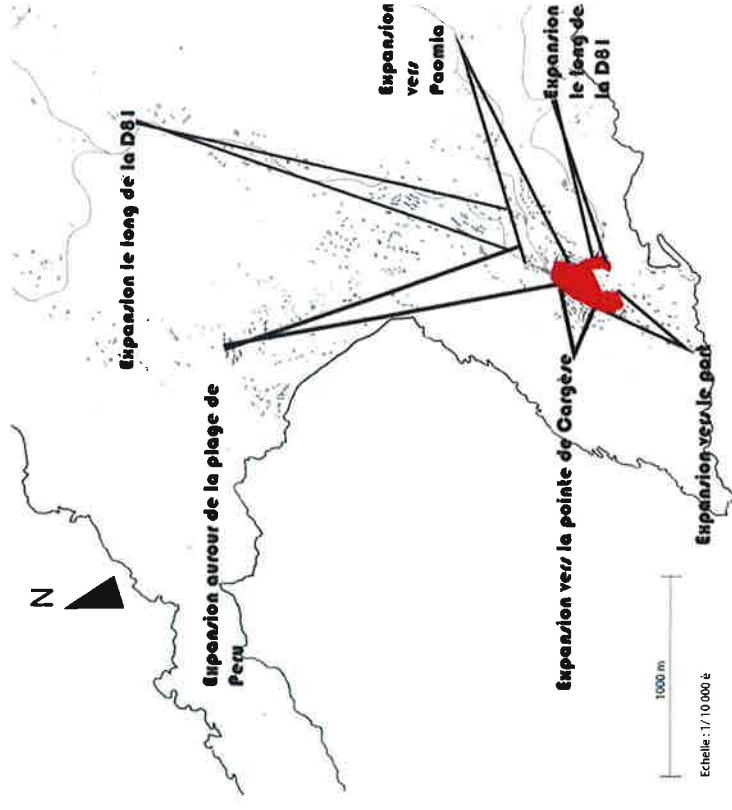 N
Expansion le long de la D81
Expansion
vers
Paomia
Expansion
le long de
la D81
Expansion aurour de la plage de
Peru
Expansion vers la pointe de Cargèse
Expansion vers le port
1000 m
Echelle : 1/10 000 è